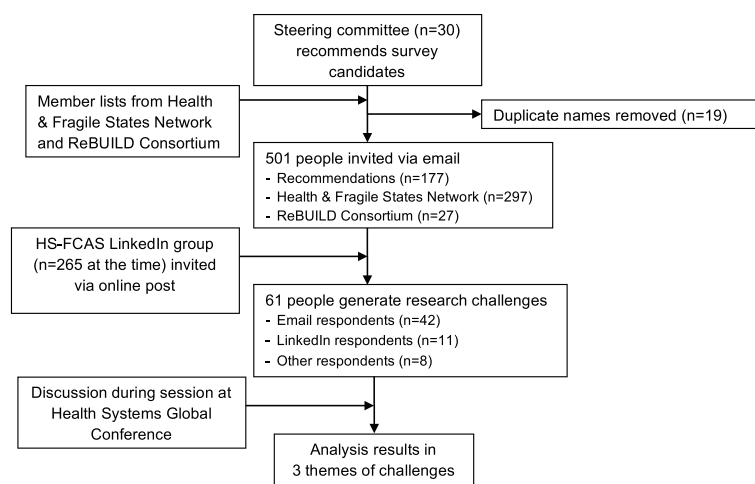 Steering committee (n=30)
recommends survey
candidates
Member lists from Health
& Fragile States Network
and ReBUILD Consortium
Duplicate names removed (n=19)
501 people invited via email
- Recommendations (n=177)
- Health & Fragile States Network (n=297)
- ReBUILD Consortium (n=27)
HS-FCAS LinkedIn group
(n=265 at the time) invited
via online post
61 people generate research challenges
- Email respondents (n=42)
- LinkedIn respondents (n=11)
- Other respondents (n=8)
Discussion during session at
Health Systems Global
Conference
Analysis results in
3 themes of challenges